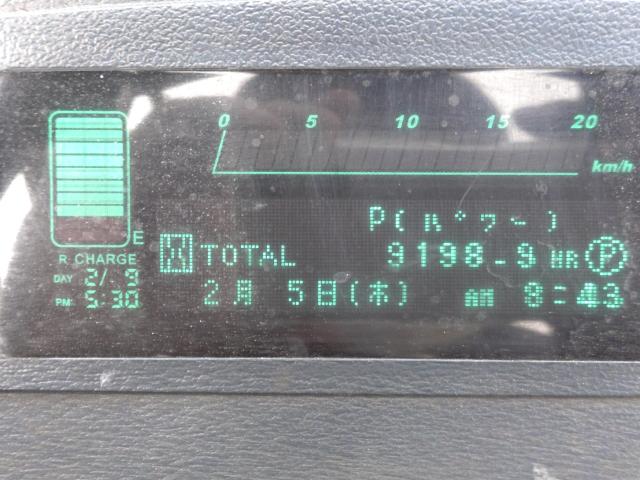 0 5 10 15 20
km/h
P(パワー)
E
R CHARGE
TOTAL 9198.9 HR P
DAY 2/ 9
2月 5日(木) AM 8:43
PM 5:30